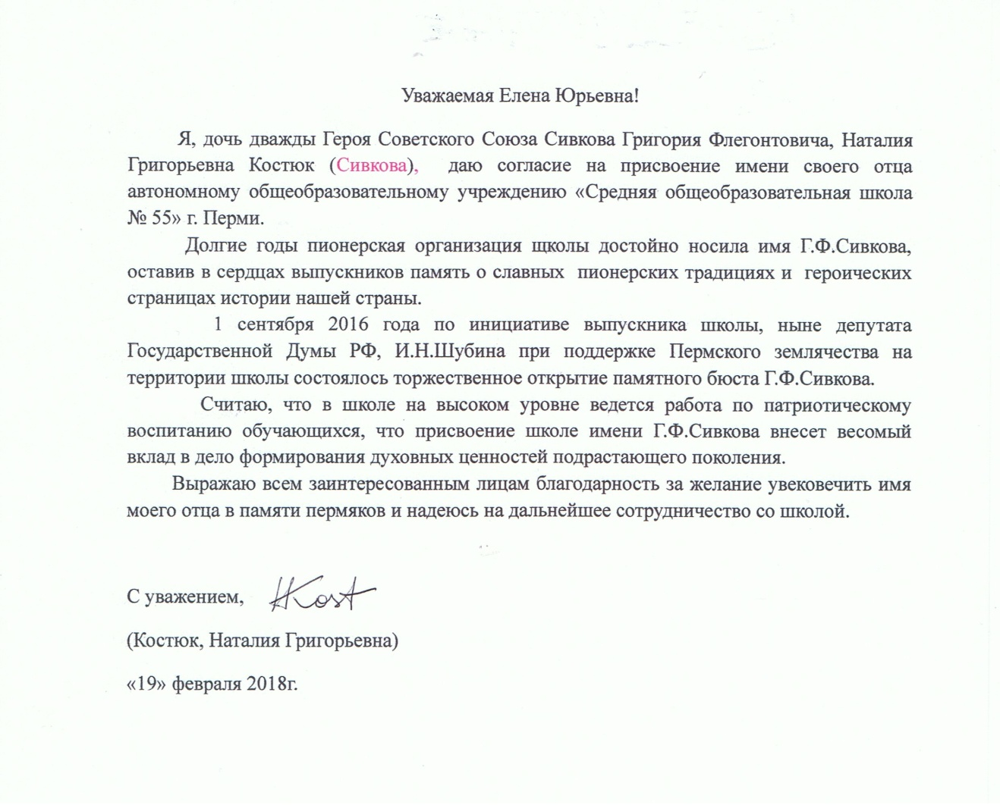 Уважаемая Елена Юрьевна!
Я, дочь дважды Героя Советского Союза Сивкова Григория Флегонтовича, Наталия
Григорьевна Костюк (Сивкова), даю согласие на присвоение имени своего отца
автономному общеобразовательному учреждению «Средняя общеобразовательная школа
№ 55» г. Перми.
Долгие годы пионерская организация щколы достойно носила имя Г.Ф.Сивкова,
оставив в сердцах выпускников память о славных пионерских традициях и героических
страницах истории нашей страны.
1 сентября 2016 года по инициативе выпускника школы, ныне депутата
Государственной Думы РФ, И.Н.Шубина при поддержке Пермского землячества на
территории школы состоялось торжественное открытие памятного бюста Г.Ф.Сивкова.
Считаю, что в школе на высоком уровне ведется работа по патриотическому
воспитанию обучающихся, что присвоение школе имени Г.Ф.Сивкова внесет весомый
вклад в дело формирования духовных ценностей подрастающего поколения.
Выражаю всем заинтересованным лицам благодарность за желание увековечить имя
моего отца в памяти пермяков и надеюсь на дальнейшее сотрудничество со школой.
С уважением, HKost
(Костюк, Наталия Григорьевна)
«19» февраля 2018г.